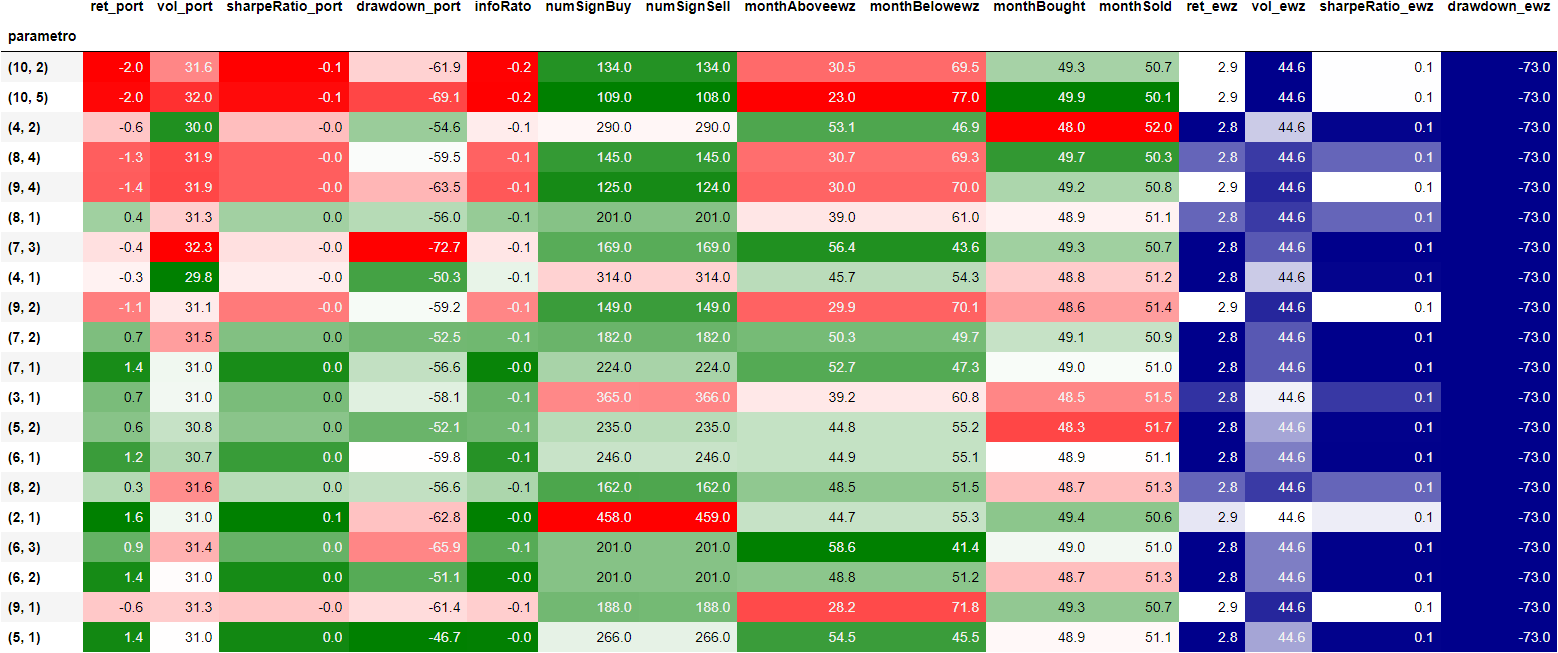 ret_port vol_port sharpeRatio_port drawdown_port infoRato numSignBuy numSignSell monthAboveewz monthBelowewz monthBought monthSold ret_ewz vol_ewz sharpeRatio_ewz drawdown_ewz
parametro
(10, 2) -2.0 31.6 -0.1 -61.9 -0.2 134.0 134.0 30.5 69.5 49.3 50.7 2.9 44.6 0.1 -73.0
(10, 5) -2.0 32.0 -0.1 -69.1 -0.2 109.0 108.0 23.0 77.0 49.9 50.1 2.9 44.6 0.1 -73.0
(4, 2) -0.6 30.0 -0.0 -54.6 -0.1 290.0 290.0 53.1 46.9 48.0 52.0 2.8 44.6 0.1 -73.0
(8, 4) -1.3 31.9 -0.0 -59.5 -0.1 145.0 145.0 30.7 69.3 49.7 50.3 2.8 44.6 0.1 -73.0
(9, 4) -1.4 31.9 -0.0 -63.5 -0.1 125.0 124.0 30.0 70.0 49.2 50.8 2.9 44.6 0.1 -73.0
(8, 1) 0.4 31.3 0.0 -56.0 -0.1 201.0 201.0 39.0 61.0 48.9 51.1 2.8 44.6 0.1 -73.0
(7, 3) -0.4 32.3 -0.0 -72.7 -0.1 169.0 169.0 56.4 43.6 49.3 50.7 2.8 44.6 0.1 -73.0
(4, 1) -0.3 29.8 -0.0 -50.3 -0.1 314.0 314.0 45.7 54.3 48.8 51.2 2.8 44.6 0.1 -73.0
(9, 2) -1.1 31.1 -0.0 -59.2 -0.1 149.0 149.0 29.9 70.1 48.6 51.4 2.9 44.6 0.1 -73.0
(7, 2) 0.7 31.5 0.0 -52.5 -0.1 182.0 182.0 50.3 49.7 49.1 50.9 2.8 44.6 0.1 -73.0
(7, 1) 1.4 31.0 0.0 -56.6 -0.0 224.0 224.0 52.7 47.3 49.0 51.0 2.8 44.6 0.1 -73.0
(3, 1) 0.7 31.0 0.0 -58.1 -0.1 365.0 366.0 39.2 60.8 48.5 51.5 2.8 44.6 0.1 -73.0
(5, 2) 0.6 30.8 0.0 -52.1 -0.1 235.0 235.0 44.8 55.2 48.3 51.7 2.8 44.6 0.1 -73.0
(6, 1) 1.2 30.7 0.0 -59.8 -0.1 246.0 246.0 44.9 55.1 48.9 51.1 2.8 44.6 0.1 -73.0
(8, 2) 0.3 31.6 0.0 -56.6 -0.1 162.0 162.0 48.5 51.5 48.7 51.3 2.8 44.6 0.1 -73.0
(2, 1) 1.6 31.0 0.1 -62.8 -0.0 458.0 459.0 44.7 55.3 49.4 50.6 2.9 44.6 0.1 -73.0
(6, 3) 0.9 31.4 0.0 -65.9 -0.1 201.0 201.0 58.6 41.4 49.0 51.0 2.8 44.6 0.1 -73.0
(6, 2) 1.4 31.0 0.0 -51.1 -0.0 201.0 201.0 48.8 51.2 48.7 51.3 2.8 44.6 0.1 -73.0
(9, 1) -0.6 31.3 -0.0 -61.4 -0.1 188.0 188.0 28.2 71.8 49.3 50.7 2.9 44.6 0.1 -73.0
(5, 1) 1.4 31.0 0.0 -46.7 -0.0 266.0 266.0 54.5 45.5 48.9 51.1 2.8 44.6 0.1 -73.0